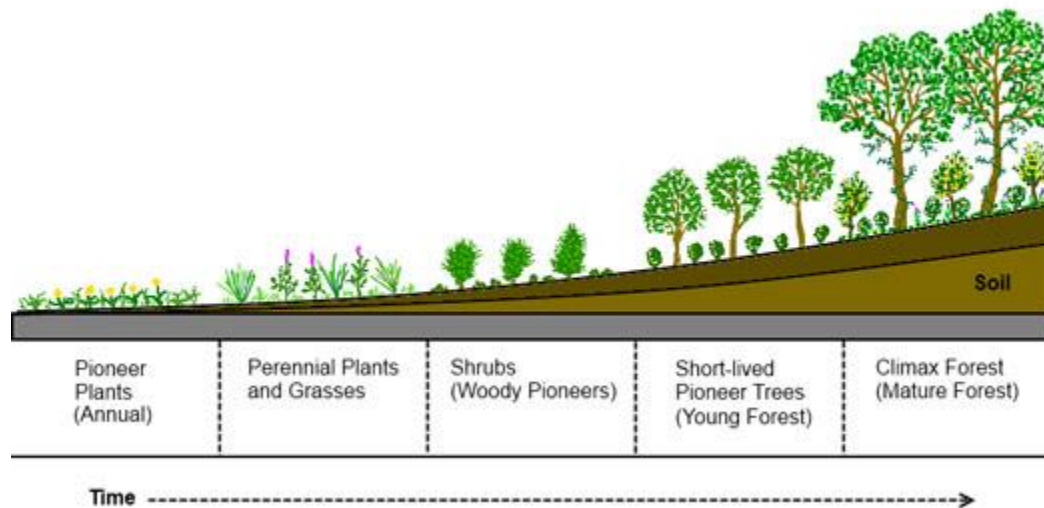 Soil
Pioneer
Plants
(Annual)
Perennial Plants
and Grasses
Shrubs
(Woody Pioneers)
Short-lived
Pioneer Trees
(Young Forest)
Climax Forest
(Mature Forest)
Time